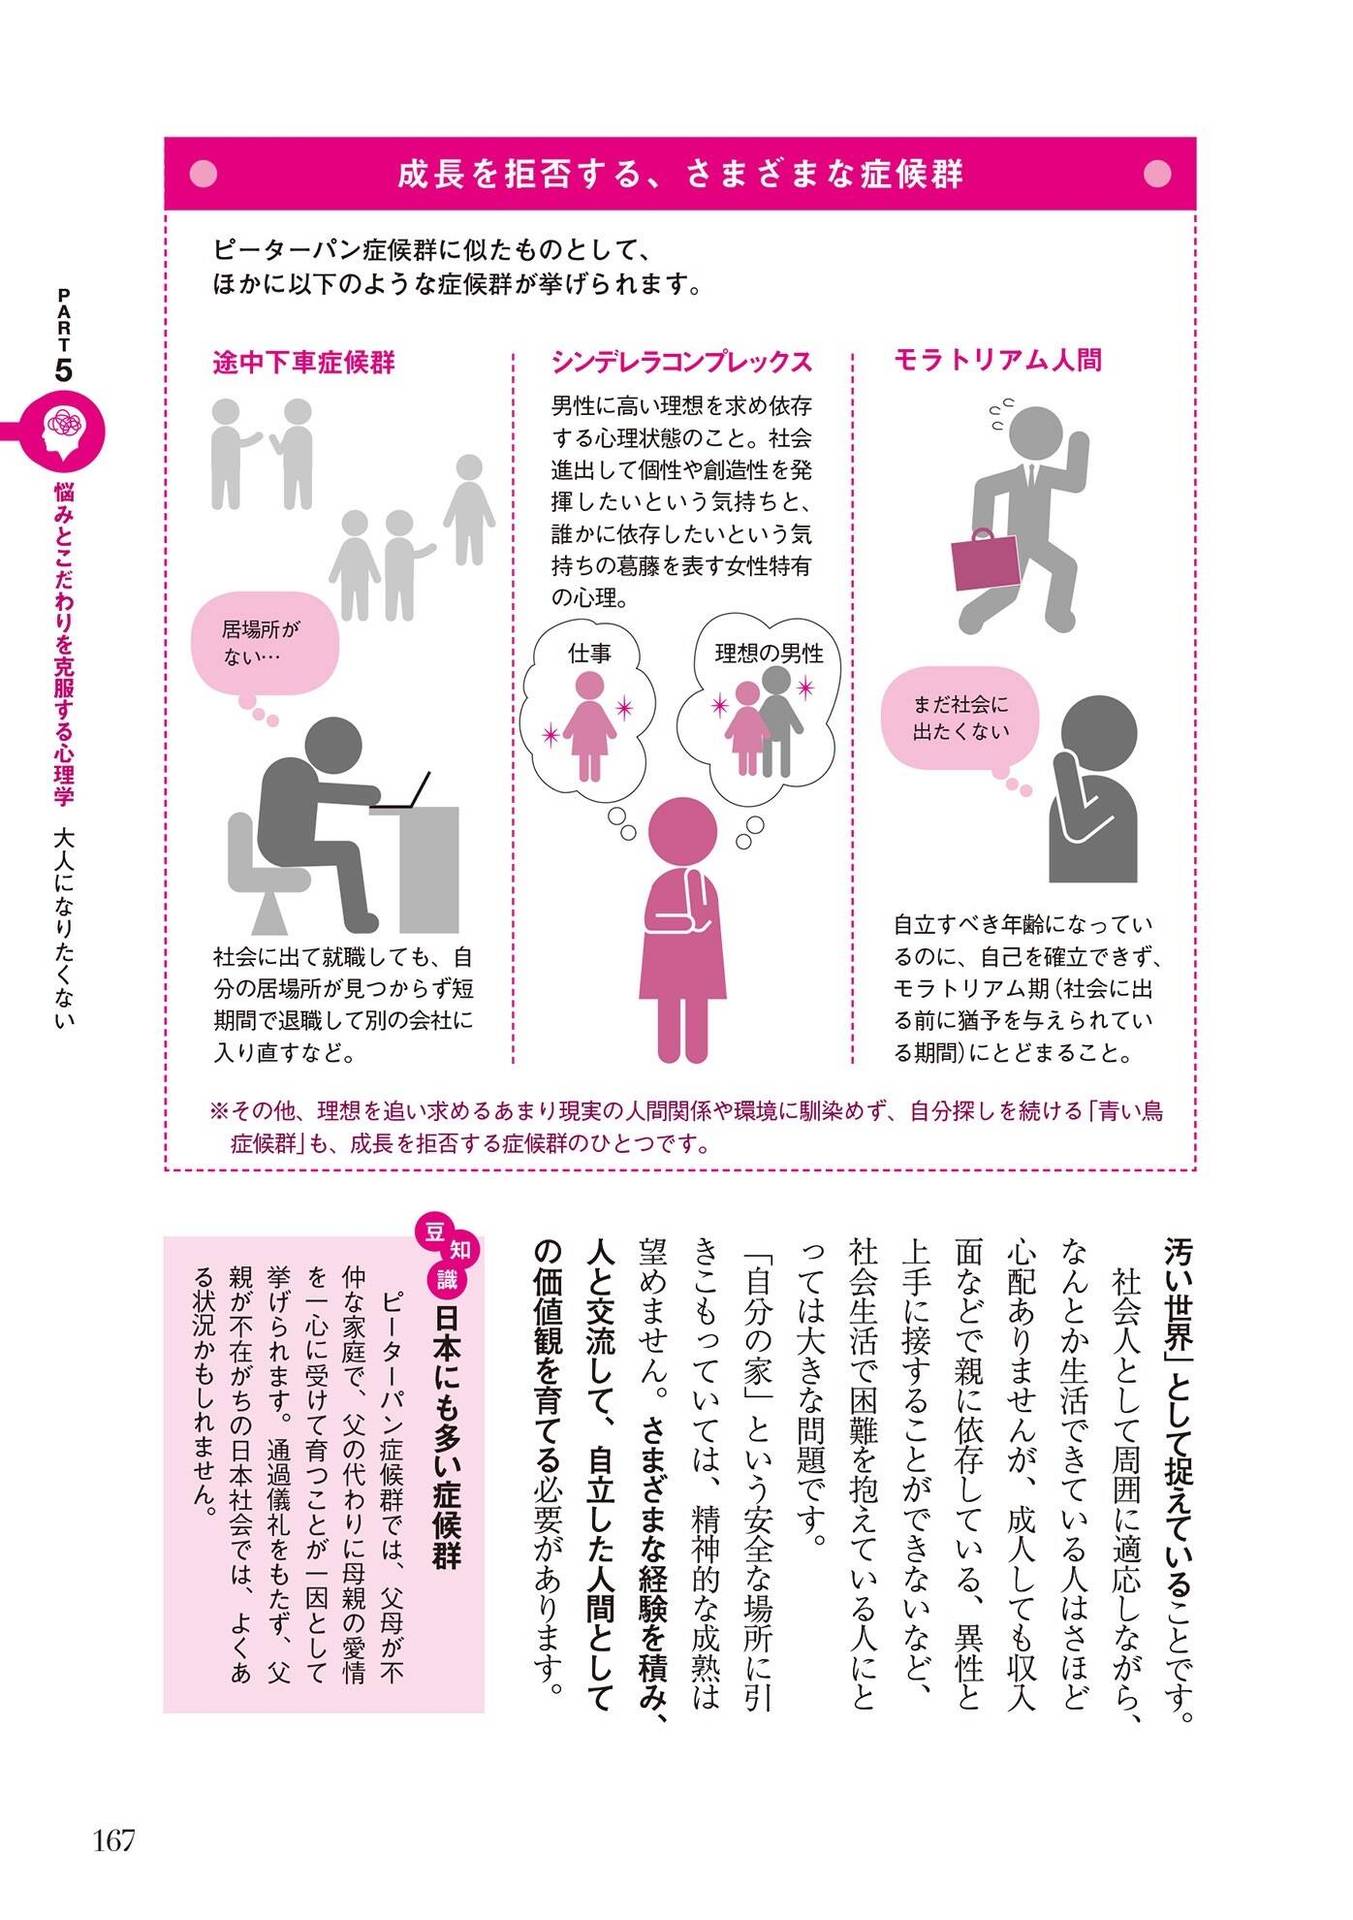 成長を拒否する、さまざまな症候群
ピーターパン症候群に似たものとして、
ほかに以下のような症候群が挙げられます。
途中下車症候群
居場所が
ない…
社会に出て就職しても、自
分の居場所が見つからず短
期間で退職して別の会社に
入り直すなど。
シンデレラコンプレックス
男性に高い理想を求め依存
する心理状態のこと。社会
進出して個性や創造性を発
揮したいという気持ちと、
誰かに依存したいという気
持ちの葛藤を表す女性特有
の心理。
仕事
理想の男性
モラトリアム人間
まだ社会に
出たくない
自立すべき年齢になってい
るのに、自己を確立できず、
モラトリアム期(社会に出
る前に猶予を与えられてい
る期間)にとどまること。
※その他、理想を追い求めるあまり現実の人間関係や環境に馴染めず、自分探しを続ける「青い鳥
症候群」も、成長を拒否する症候群のひとつです。
汚い世界」として捉えていることです。
社会人として周囲に適応しながら、
なんとか生活できている人はさほど
心配ありませんが、成人しても収入
面などで親に依存している、異性と
上手に接することができないなど、
社会生活で困難を抱えている人にと
っては大きな問題です。
「自分の家」という安全な場所に引
きこもっていては、精神的な成熟は
望めません。さまざまな経験を積み、
人と交流して、自立した人間として
の価値観を育てる必要があります。
豆知識
日本にも多い症候群
ピーターパン症候群では、父母が不
仲な家庭で、父の代わりに母親の愛情
を一心に受けて育つことが一因として
挙げられます。通過儀礼をもたず、父
親が不在がちの日本社会では、よくあ
る状況かもしれません。
PART 5
悩みとこだわりを克服する心理学 大人になりたくない
167